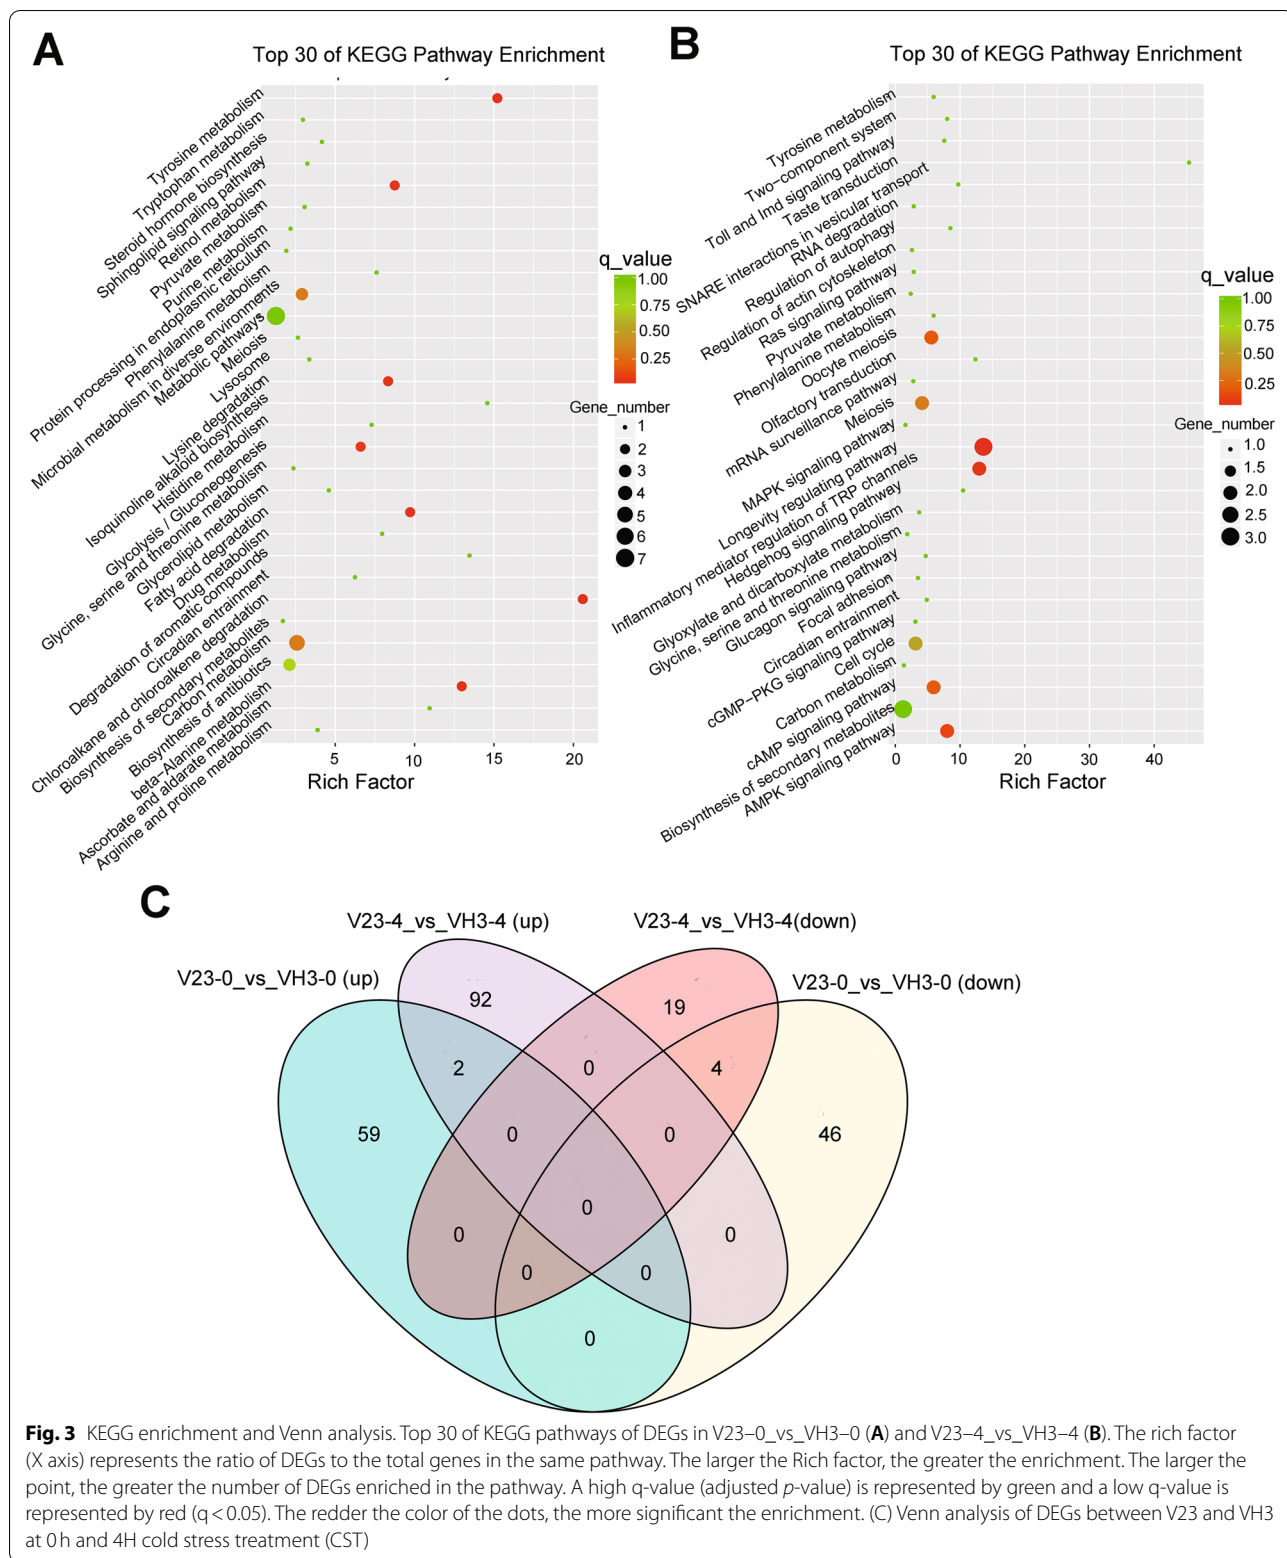 A
Top 30 of KEGG Pathway Enrichment
Tyrosine metabolism
Tryptophan metabolism
Steroid hormone biosynthesis
Sphingolipid signaling pathway
Retinol metabolism
Pyruvate metabolism
Purine metabolism
Protein processing in endoplasmic reticulum
Phenylalanine metabolism
Microbial metabolism in diverse environments
Metabolic pathways
Meiosis
Lysosome
Lysine degradation
Isoquinoline alkaloid biosynthesis
Histidine metabolism
Glycolysis / Gluconeogenesis
Glycine, serine and threonine metabolism
Glycerolipid metabolism
Fatty acid degradation
Drug metabolism
Degradation of aromatic compounds
Circadian entrainment
Chloroalkane and chloroalkene degradation
Biosynthesis of secondary metabolites
Carbon metabolism
Biosynthesis of antibiotics
beta−Alanine metabolism
Ascorbate and aldarate metabolism
Arginine and proline metabolism
5 10 15 20
Rich Factor
q_value
1.00
0.75
0.50
0.25
Gene_number
1
2
3
4
5
6
7
B
Top 30 of KEGG Pathway Enrichment
Tyrosine metabolism
Two−component system
Toll and Imd signaling pathway
Taste transduction
SNARE interactions in vesicular transport
RNA degradation
Regulation of autophagy
Regulation of actin cytoskeleton
Ras signaling pathway
Pyruvate metabolism
Phenylalanine metabolism
Oocyte meiosis
Olfactory transduction
mRNA surveillance pathway
Meiosis
MAPK signaling pathway
Longevity regulating pathway
Inflammatory mediator regulation of TRP channels
Hedgehog signaling pathway
Glyoxylate and dicarboxylate metabolism
Glycine, serine and threonine metabolism
Glucagon signaling pathway
Focal adhesion
Circadian entrainment
cGMP−PKG signaling pathway
Cell cycle
Carbon metabolism
cAMP signaling pathway
Biosynthesis of secondary metabolites
AMPK signaling pathway
0 10 20 30 40
Rich Factor
q_value
1.00
0.75
0.50
0.25
Gene_number
1.0
1.5
2.0
2.5
3.0
C
V23-4_vs_VH3-4 (up)
V23-4_vs_VH3-4(down)
V23-0_vs_VH3-0 (up)
V23-0_vs_VH3-0 (down)
92
19
2
0
4
59
0
0
46
0
0
0
0
0
0
Fig. 3 KEGG enrichment and Venn analysis. Top 30 of KEGG pathways of DEGs in V23–0_vs_VH3–0 (A) and V23–4_vs_VH3–4 (B). The rich factor
(X axis) represents the ratio of DEGs to the total genes in the same pathway. The larger the Rich factor, the greater the enrichment. The larger the
point, the greater the number of DEGs enriched in the pathway. A high q-value (adjusted p-value) is represented by green and a low q-value is
represented by red (q < 0.05). The redder the color of the dots, the more significant the enrichment. (C) Venn analysis of DEGs between V23 and VH3
at 0 h and 4H cold stress treatment (CST)